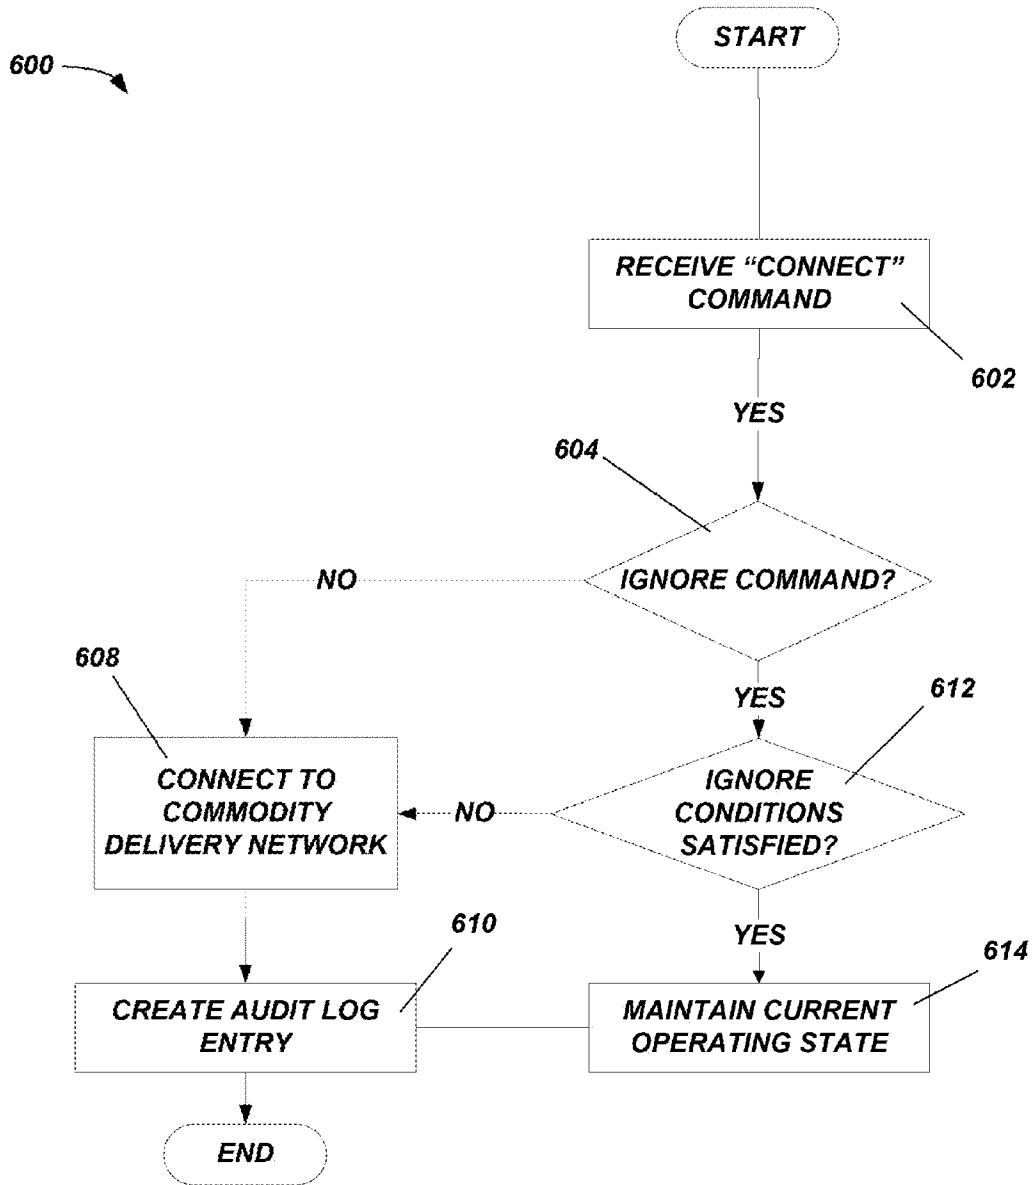 START
600
RECEIVE “CONNECT”
COMMAND
602
YES
604
IGNORE COMMAND?
NO
608
YES
612
CONNECT TO
COMMODITY
DELIVERY NETWORK
NO
IGNORE
CONDITIONS
SATISFIED?
610
YES
614
CREATE AUDIT LOG
ENTRY
MAINTAIN CURRENT
OPERATING STATE
END